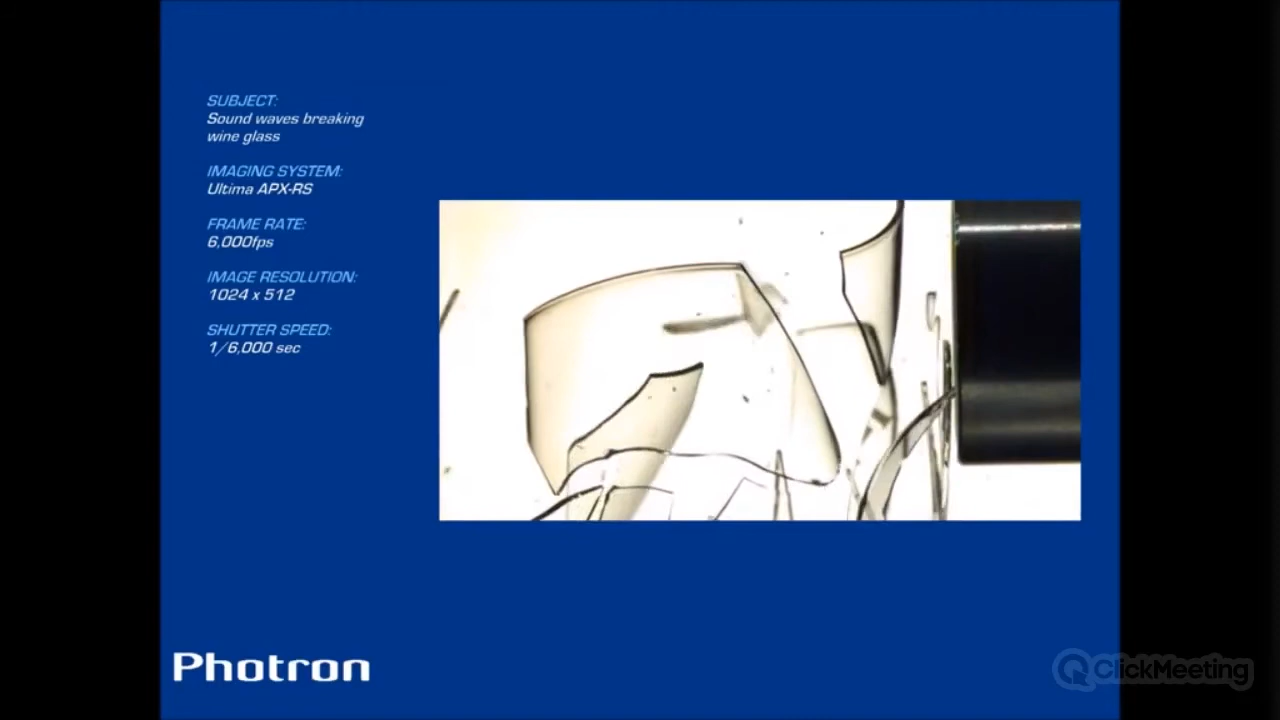 SUBJECT:
Sound waves breaking
wine glass
IMAGING SYSTEM:
Ultima APX-RS
FRAME RATE:
6,000fps
IMAGE RESOLUTION:
1024 x 512
SHUTTER SPEED:
1/6,000 sec
Photron
ClickMeeting